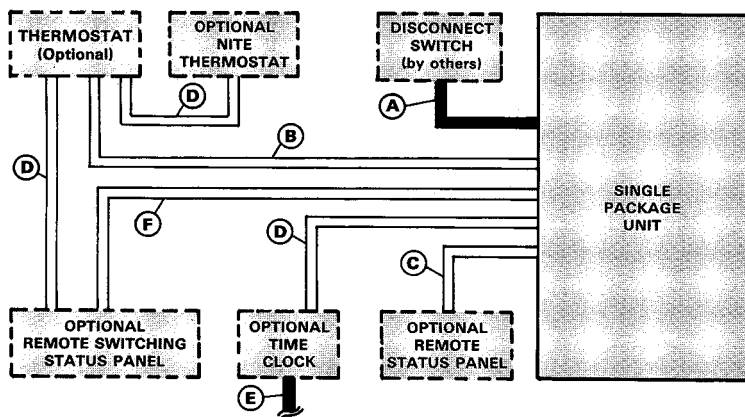 THERMOSTAT
(Optional)
OPTIONAL
NITE
THERMOSTAT
DISCONNECT
SWITCH
(by others)
D
A
B
D
F
D
C
SINGLE
PACKAGE
UNIT
OPTIONAL
REMOTE SWITCHING
STATUS PANEL
OPTIONAL
TIME
CLOCK
OPTIONAL
REMOTE
STATUS PANEL
E